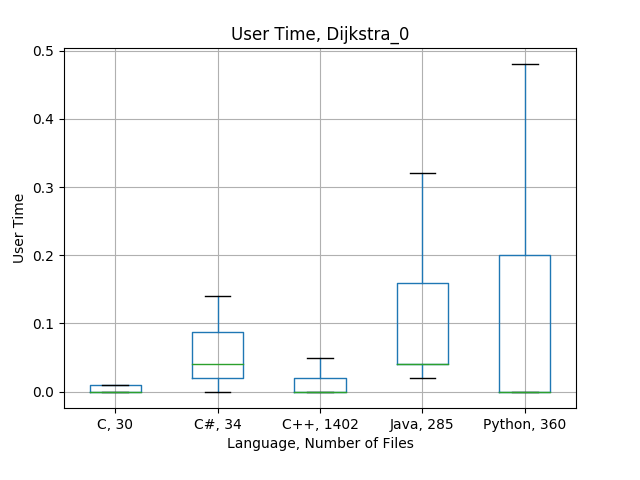 User Time, Dijkstra_0
User Time
0.5
0.4
0.3
0.2
0.1
0.0
C, 30
C#, 34
C++, 1402
Java, 285
Python, 360
Language, Number of Files